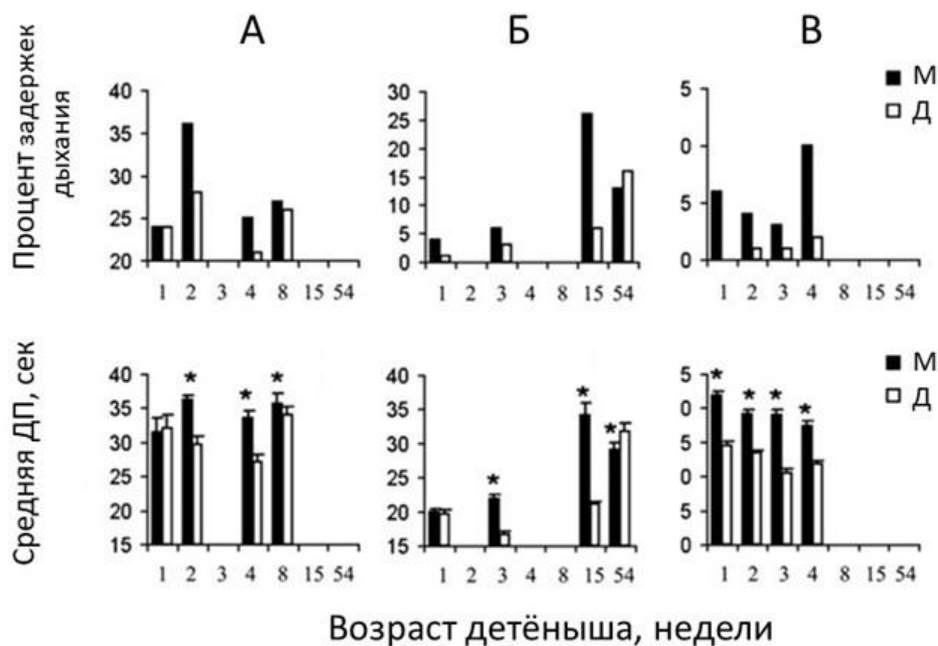 А Б В
Процент задержек
дыхания
40 35 30 25 20
1 2 3 4 8 15 54
30 25 20 15 10 5 0
1 2 3 4 8 15 54
5 0 5 0
1 2 3 4 8 15 54
М
Д
Средняя ДП, сек
40 35 30 25 20 15
* * *
1 2 3 4 8 15 54
40 35 30 25 20 15
* * *
1 2 3 4 8 15 54
5 0 5 0 5 0
* * * *
1 2 3 4 8 15 54
М
Д
Возраст детёныша, недели